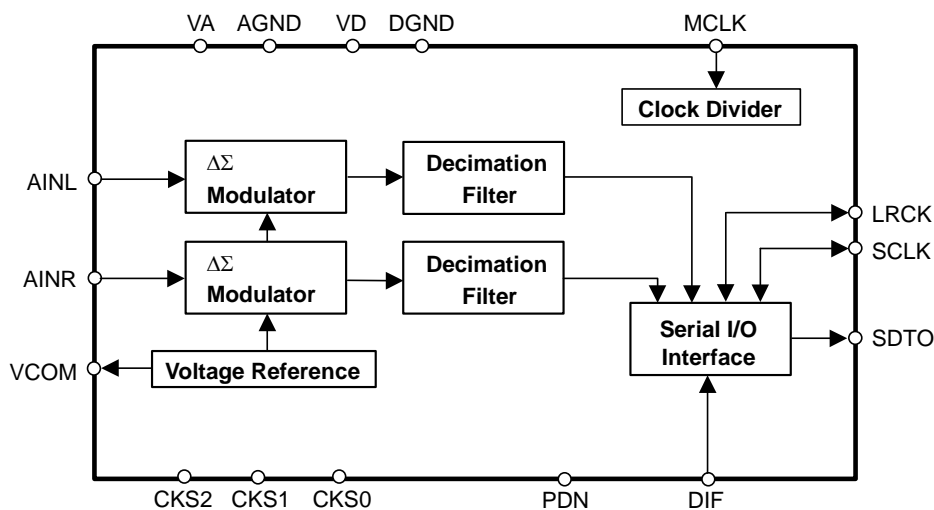 VA AGND VD DGND MCLK
Clock Divider
AINL
ΔΣ
Modulator
Decimation
Filter
LRCK
SCLK
AINR
ΔΣ
Modulator
Decimation
Filter
Serial I/O
Interface
SDTO
VCOM
Voltage Reference
CKS2 CKS1 CKS0 PDN DIF